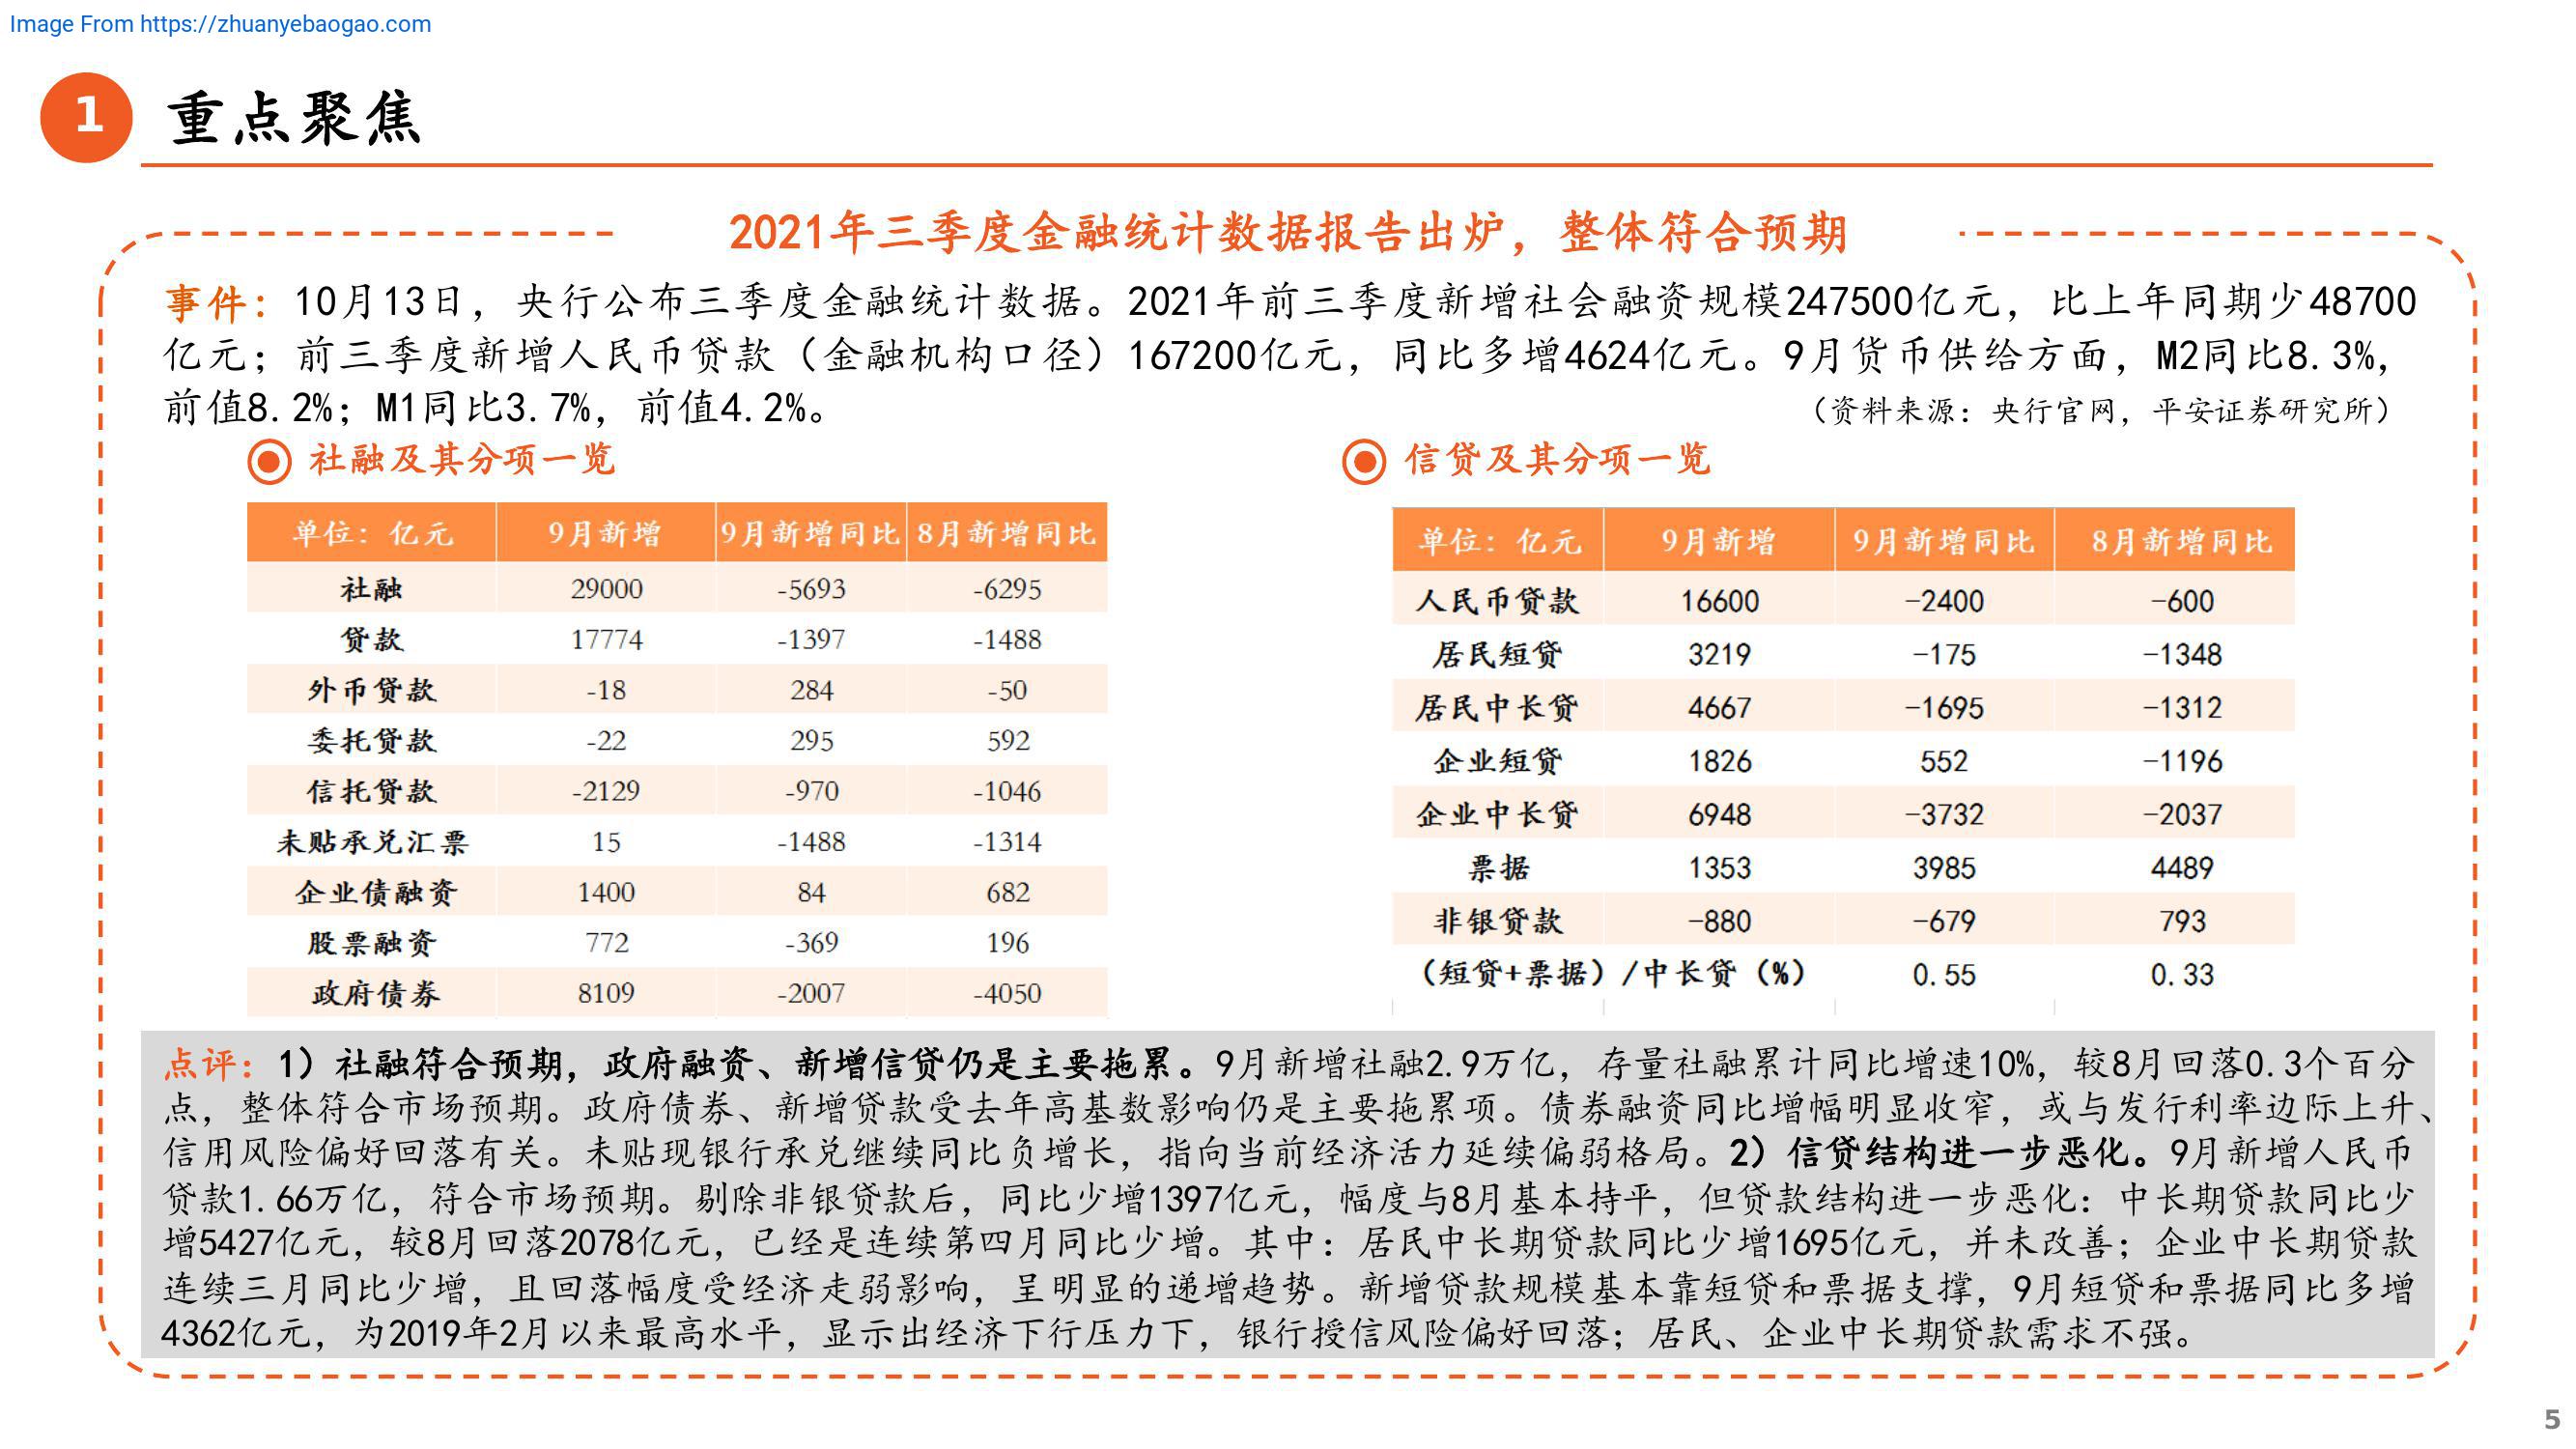 Image From https://zhuanyebaogao.com
1 重点聚焦
2021年三季度金融统计数据报告出炉，整体符合预期
事件：10月13日，央行公布三季度金融统计数据。2021年前三季度新增社会融资规模247500亿元，比上年同期少48700
亿元；前三季度新增人民币贷款（金融机构口径）167200亿元，同比多增4624亿元。9月货币供给方面，M2同比8.3%，
前值8.2%；M1同比3.7%，前值4.2%。
（资料来源：央行官网，平安证券研究所）
社融及其分项一览
单位：亿元 9月新增 9月新增同比 8月新增同比
社融 29000 -5693 -6295
贷款 17774 -1397 -1488
外币贷款 -18 284 -50
委托贷款 -22 295 592
信托贷款 -2129 -970 -1046
未贴承兑汇票 15 -1488 -1314
企业债融资 1400 84 682
股票融资 772 -369 196
政府债券 8109 -2007 -4050
信贷及其分项一览
单位：亿元 9月新增 9月新增同比 8月新增同比
人民币贷款 16600 -2400 -600
居民短贷 3219 -175 -1348
居民中长贷 4667 -1695 -1312
企业短贷 1826 552 -1196
企业中长贷 6948 -3732 -2037
票据 1353 3985 4489
非银贷款 -880 -679 793
（短贷+票据）/中长贷（%） 0.55 0.33
点评：1）社融符合预期，政府融资、新增信贷仍是主要拖累。9月新增社融2.9万亿，存量社融累计同比增速10%，较8月回落0.3个百分
点，整体符合市场预期。政府债券、新增贷款受去年高基数影响仍是主要拖累项。债券融资同比增幅明显收窄，或与发行利率边际上升、
信用风险偏好回落有关。未贴现银行承兑继续同比负增长，指向当前经济活力延续偏弱格局。2）信贷结构进一步恶化。9月新增人民币
贷款1.66万亿，符合市场预期。剔除非银贷款后，同比少增1397亿元，幅度与8月基本持平，但贷款结构进一步恶化：中长期贷款同比少
增5427亿元，较8月回落2078亿元，已经是连续第四月同比少增。其中：居民中长期贷款同比少增1695亿元，并未改善；企业中长期贷款
连续三月同比少增，且回落幅度受经济走弱影响，呈明显的递增趋势。新增贷款规模基本靠短贷和票据支撑，9月短贷和票据同比多增
4362亿元，为2019年2月以来最高水平，显示出经济下行压力下，银行授信风险偏好回落；居民、企业中长期贷款需求不强。
5